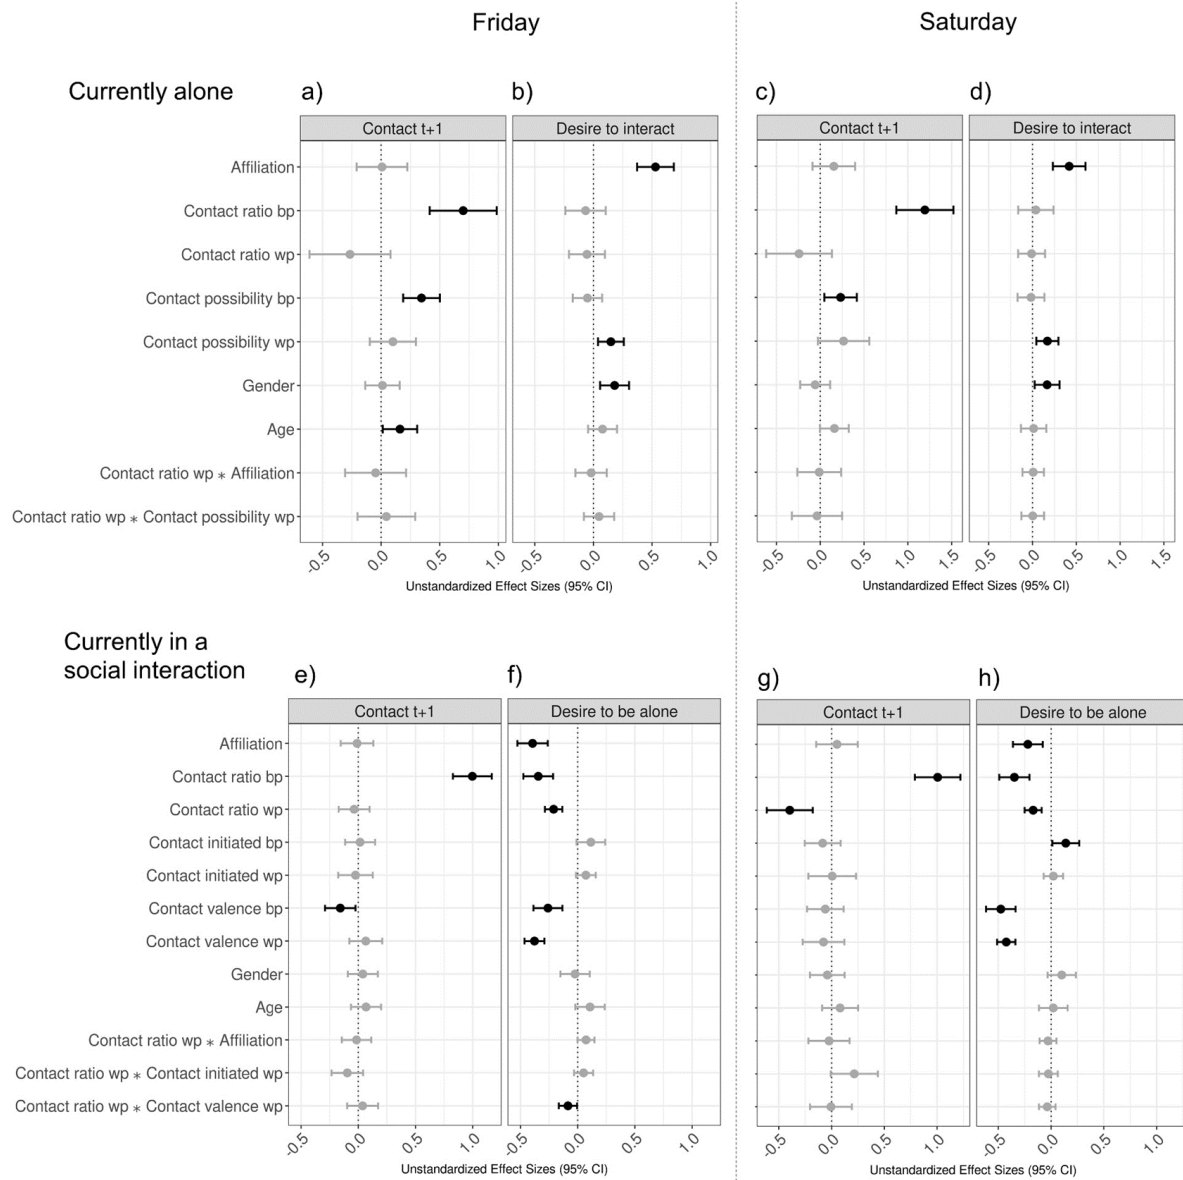 Friday
Saturday
Currently alone
a)
b)
c)
d)
Contact t+1
Desire to interact
Contact t+1
Desire to interact
Affiliation
Contact ratio bp
Contact ratio wp
Contact possibility bp
Contact possibility wp
Gender
Age
Contact ratio wp * Affiliation
Contact ratio wp * Contact possibility wp
-0.5 0.0 0.5 1.0
-0.5 0.0 0.5 1.0
-0.5 0.0 0.5 1.0 1.5
-0.5 0.0 0.5 1.0 1.5
Unstandardized Effect Sizes (95% CI)
Unstandardized Effect Sizes (95% CI)
Currently in a
social interaction
e)
f)
g)
h)
Contact t+1
Desire to be alone
Contact t+1
Desire to be alone
Affiliation
Contact ratio bp
Contact ratio wp
Contact initiated bp
Contact initiated wp
Contact valence bp
Contact valence wp
Gender
Age
Contact ratio wp * Affiliation
Contact ratio wp * Contact initiated wp
Contact ratio wp * Contact valence wp
-0.5 0.0 0.5 1.0
-0.5 0.0 0.5 1.0
-0.5 0.0 0.5 1.0
-0.5 0.0 0.5 1.0
Unstandardized Effect Sizes (95% CI)
Unstandardized Effect Sizes (95% CI)